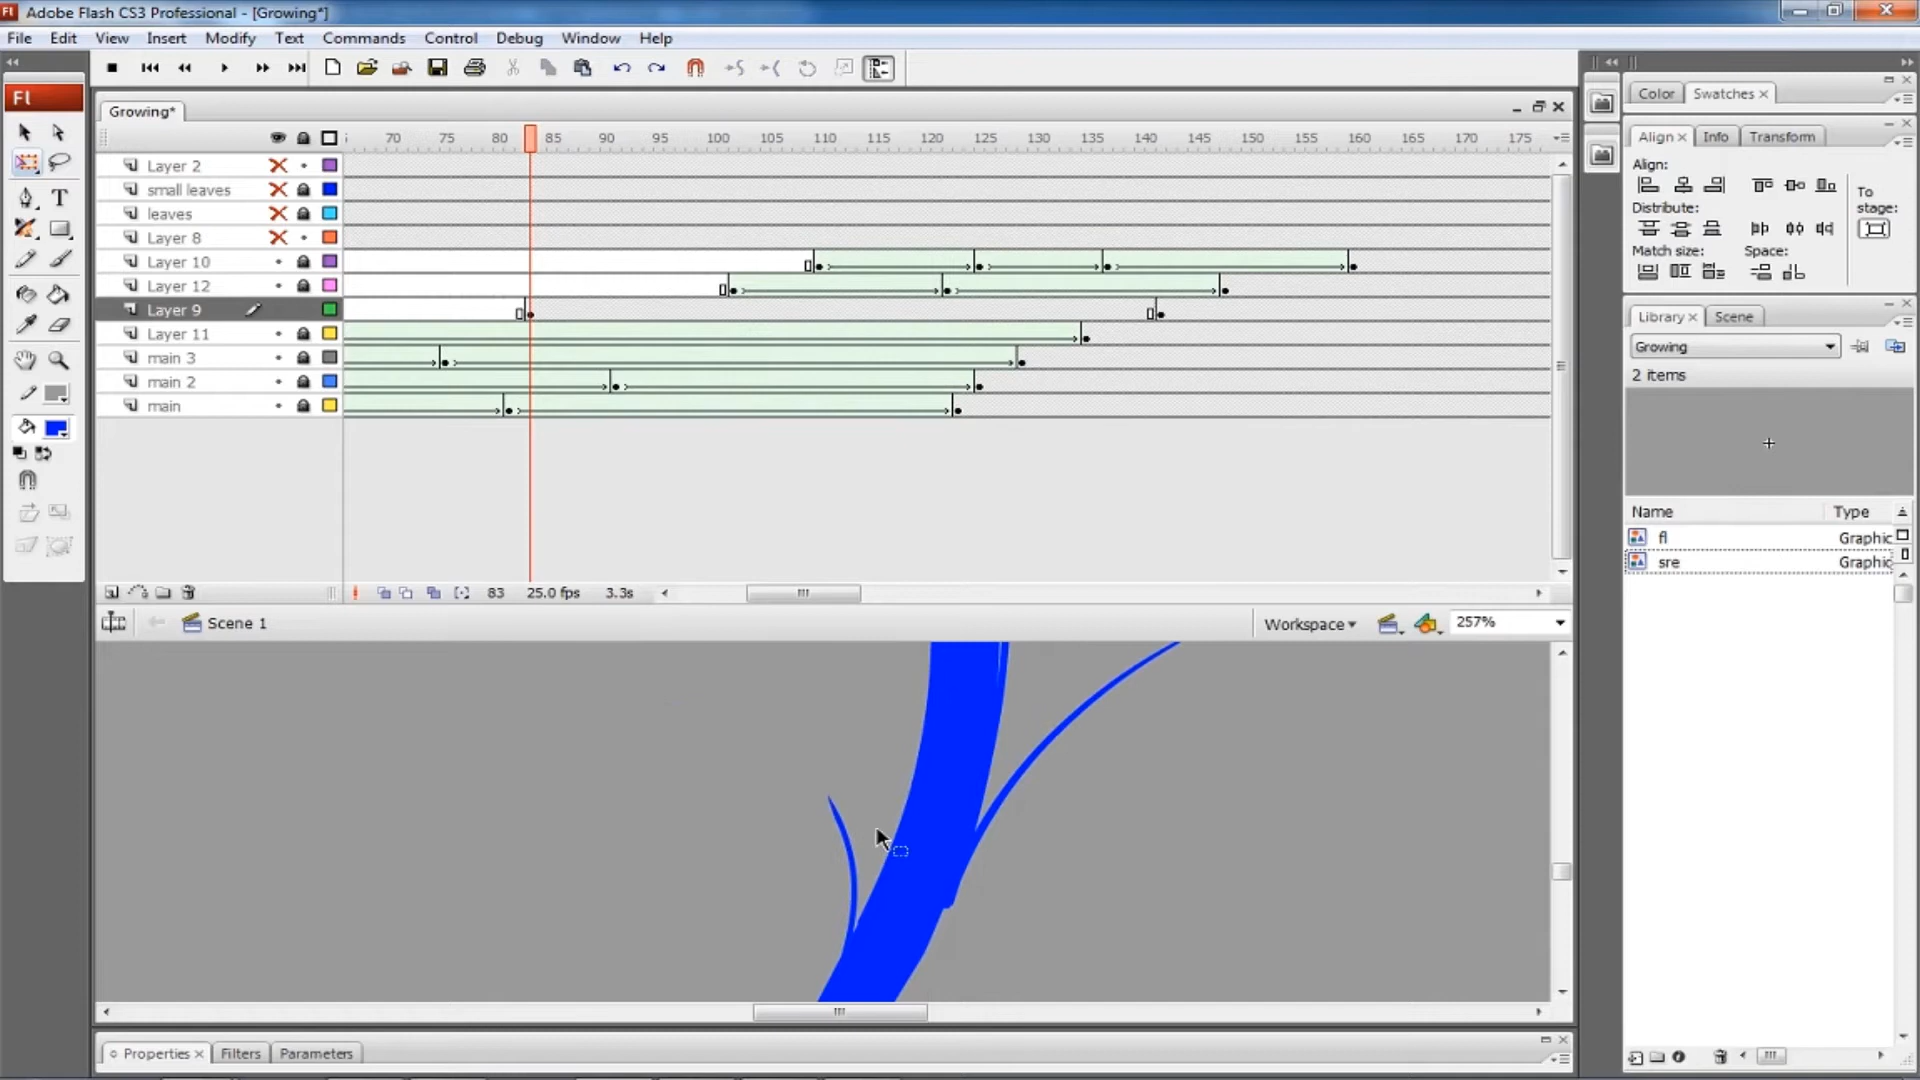 Fl Adobe Flash CS3 Professional - [Growing*]
File Edit View Insert Modify Text Commands Control Debug Window Help
Fl
Growing*
70 75 80 85 90 95 100 105 110 115 120 125 130 135 140 145 150 155 160 165 170 175
Layer 2
small leaves
leaves
Layer 8
Layer 10
Layer 12
Layer 9
Layer 11
main 3
main 2
main
83 25.0 fps 3.3s
Scene 1
Workspace
257%
Properties Filters Parameters
Color Swatches
Align Info Transform
Align:
To
Distribute:
stage:
Match size: Space:
Library Scene
Growing
2 items
Name Type
fl Graphic
sre Graphic